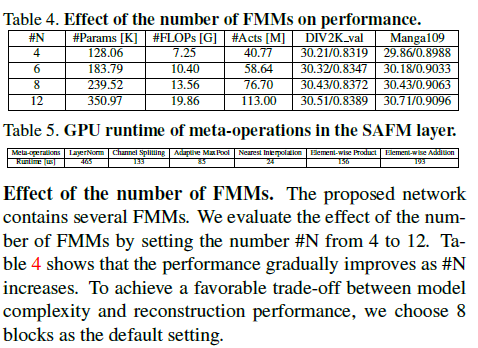 Table 4. Effect of the number of FMMs on performance.
#N #Params [K] #FLOPs [G] #Acts [M] DIV2K_val Manga109
4 128.06 7.25 40.77 30.21/0.8319 29.86/0.8988
6 183.79 10.40 58.64 30.32/0.8347 30.18/0.9033
8 239.52 13.56 76.70 30.43/0.8372 30.43/0.9063
12 350.97 19.86 113.00 30.51/0.8389 30.71/0.9096
Table 5. GPU runtime of meta-operations in the SAFM layer.
Meta-operations LayerNorm Channel Splitting Adaptive Max Pool Nearest Interpolation Element-wise Product Element-wise Addition
Runtime [us] 465 133 85 24 156 193
Effect of the number of FMMs. The proposed network
contains several FMMs. We evaluate the effect of the num-
ber of FMMs by setting the number #N from 4 to 12. Ta-
ble 4 shows that the performance gradually improves as #N
increases. To achieve a favorable trade-off between model
complexity and reconstruction performance, we choose 8
blocks as the default setting.